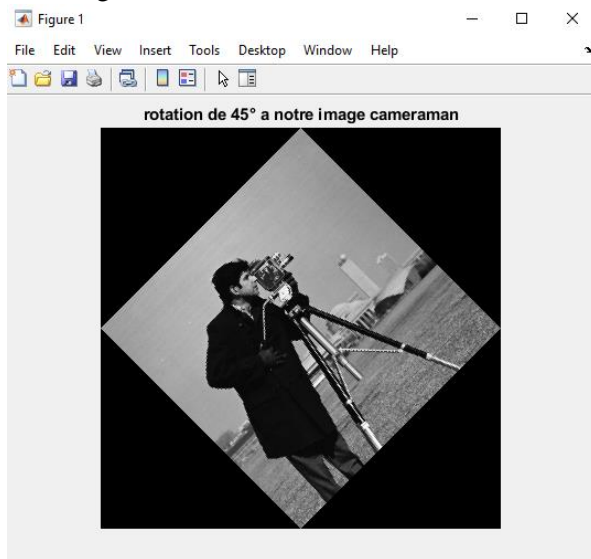 Figure 1
File Edit View Insert Tools Desktop Window Help
rotation de 45° a notre image cameraman